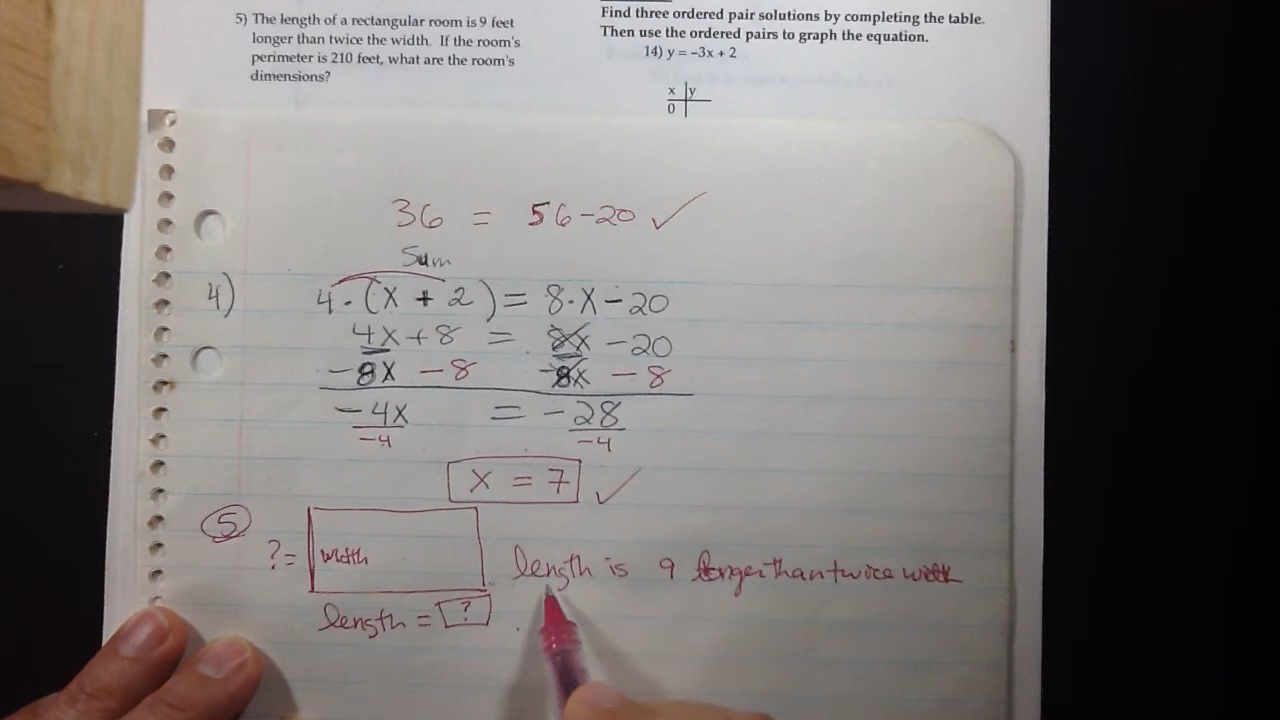 5) The length of a rectangular room is 9 feet
longer than twice the width. If the room's
perimeter is 210 feet, what are the room's
dimensions?
Find three ordered pair solutions by completing the table.
Then use the ordered pairs to graph the equation.
14) y = -3x + 2
x y
0
36 = 56-20 ✓
Sum
4) 4·(x + 2) = 8·x-20
4x+8 = 8x -20
-8x -8 -8x -8
-4x = -28
-4 -4
x = 7 ✓
5
?= width
length is 9 longer than twice width
length = ?